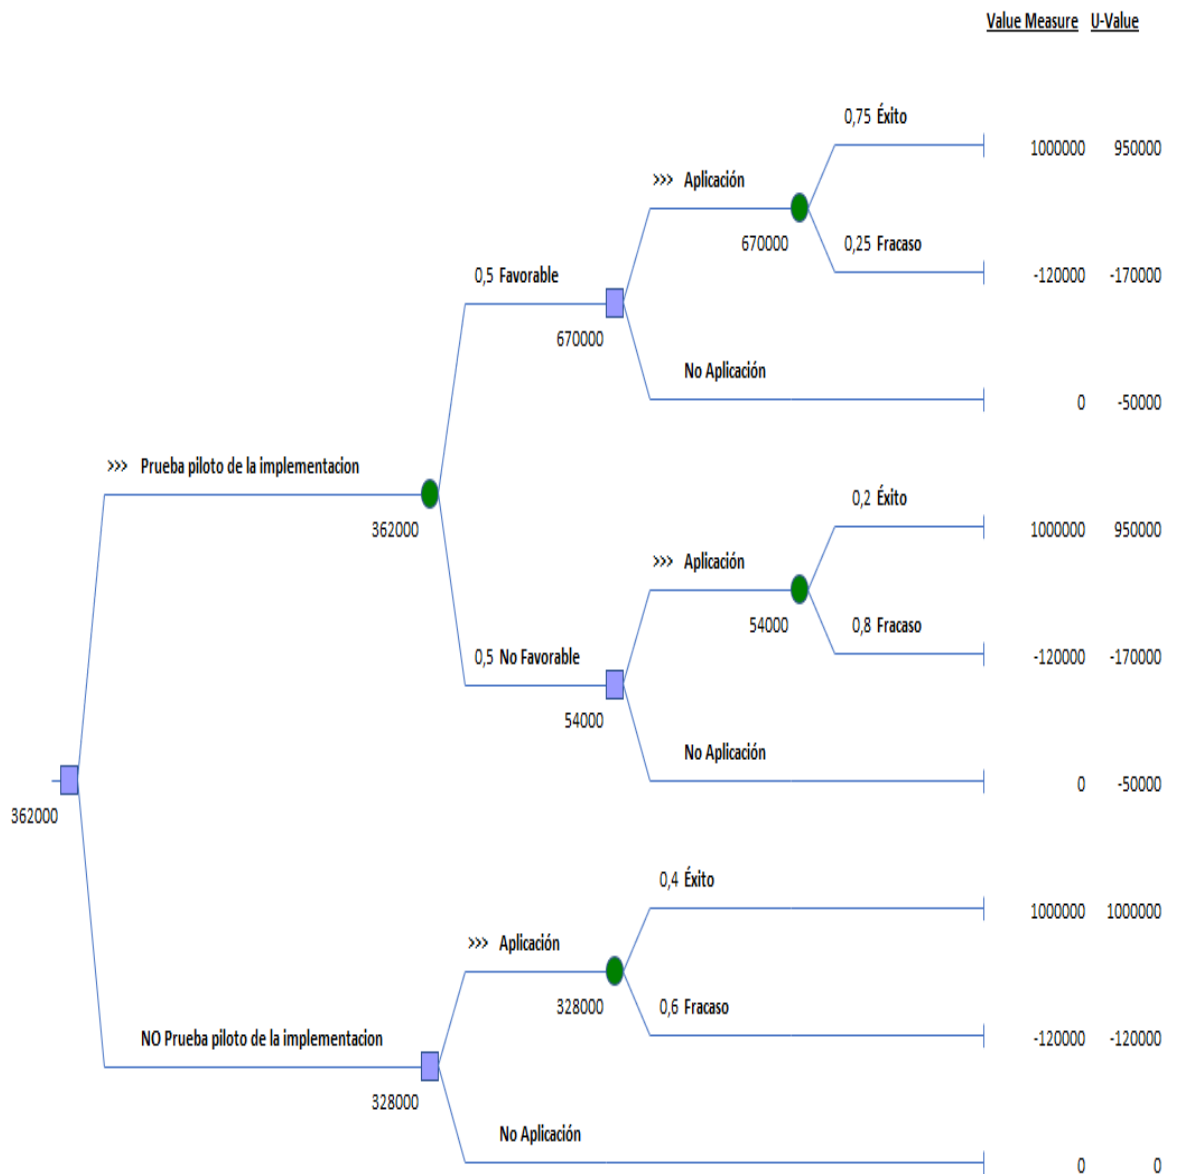 Value Measure U-Value
0,75 Éxito
1000000 950000
>>> Aplicación
670000
0,25 Fracaso
-120000 -170000
0,5 Favorable
670000
No Aplicación
0 -50000
>>> Prueba piloto de la implementacion
362000
0,2 Éxito
1000000 950000
>>> Aplicación
54000
0,8 Fracaso
-120000 -170000
0,5 No Favorable
54000
No Aplicación
0 -50000
362000
0,4 Éxito
1000000 1000000
>>> Aplicación
328000
0,6 Fracaso
-120000 -120000
NO Prueba piloto de la implementacion
328000
No Aplicación
0 0